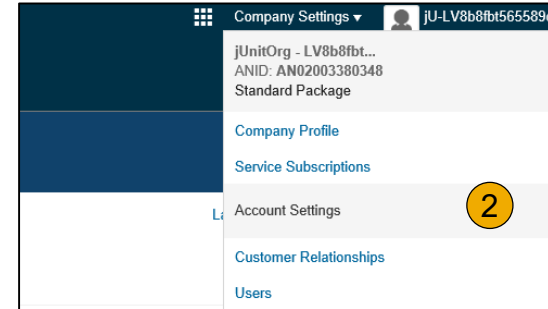 Company Settings ▾ jU-LV8b8fbt565589
jUnitOrg - LV8b8fbt...
ANID: AN02003380348
Standard Package
Company Profile
Service Subscriptions
Account Settings
2
Customer Relationships
Users